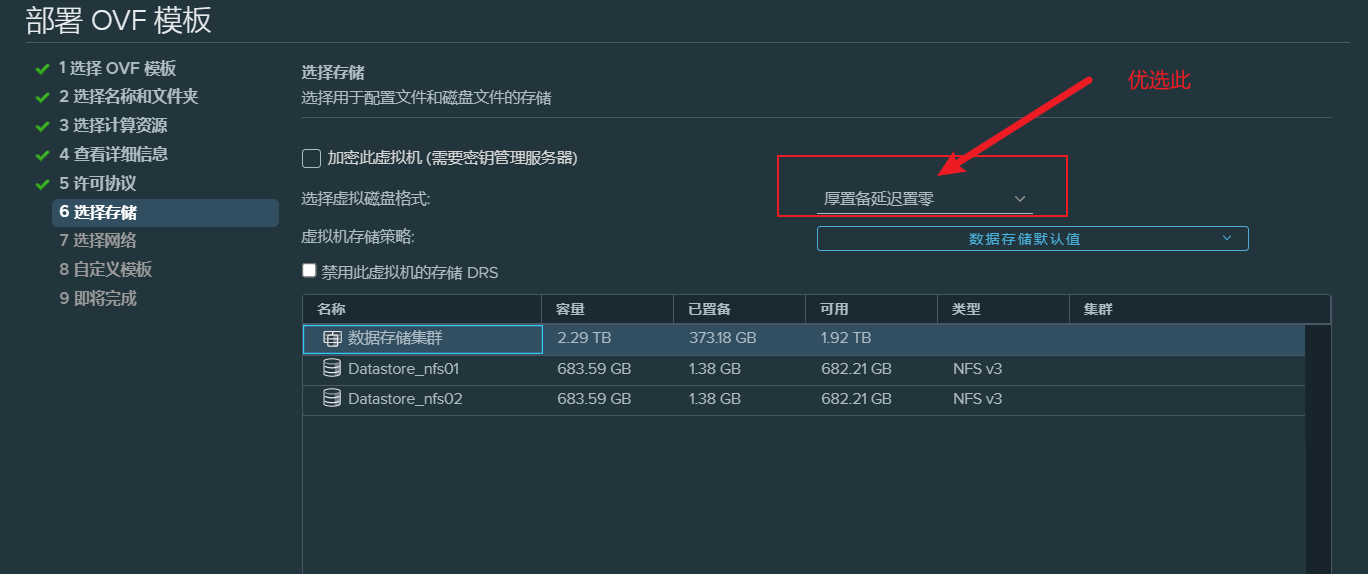 部署 OVF 模板
1 选择 OVF 模板
2 选择名称和文件夹
3 选择计算资源
4 查看详细信息
5 许可协议
6 选择存储
7 选择网络
8 自定义模板
9 即将完成
选择存储
选择用于配置文件和磁盘文件的存储
优选此
加密此虚拟机 (需要密钥管理服务器)
选择虚拟磁盘格式: 厚置备延迟置零
虚拟机存储策略: 数据存储默认值
禁用此虚拟机的存储 DRS
名称 容量 已置备 可用 类型 集群
数据存储集群 2.29 TB 373.18 GB 1.92 TB
Datastore_nfs01 683.59 GB 1.38 GB 682.21 GB NFS v3
Datastore_nfs02 683.59 GB 1.38 GB 682.21 GB NFS v3